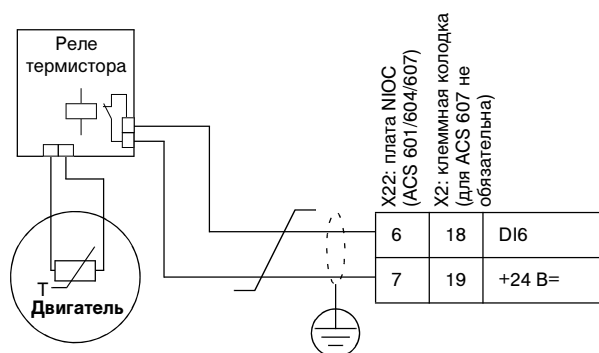 Реле
термистора
X22: плата NIOC
(ACS 601/604/607)
X2: клеммная колодка
(для ACS 607 не
обязательна)
6 18 DI6
7 19 +24 В=
T
Двигатель